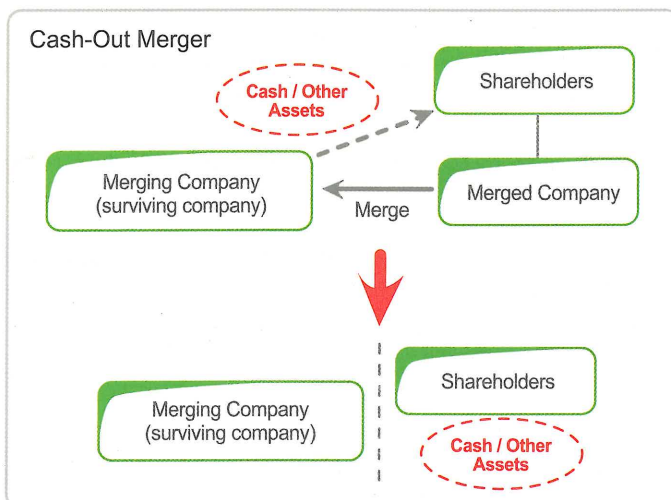 Cash-Out Merger
Cash / Other
Assets
Shareholders
Merging Company
(surviving company)
Merge
Merged Company
Merging Company
(surviving company)
Shareholders
Cash / Other
Assets